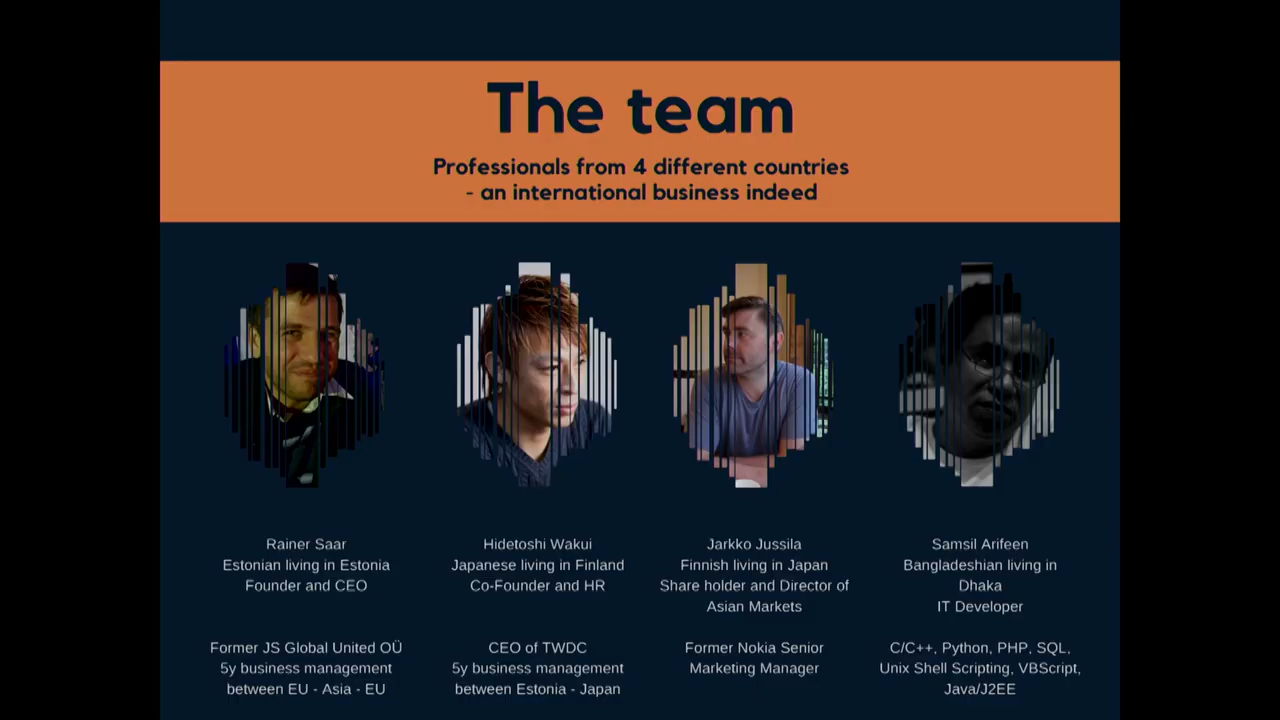 The team
Professionals from 4 different countries
- an international business indeed
Rainer Saar
Estonian living in Estonia
Founder and CEO
Former JS Global United OÜ
5y business management
between EU - Asia - EU
Hidetoshi Wakui
Japanese living in Finland
Co-Founder and HR
CEO of TWDC
5y business management
between Estonia - Japan
Jarkko Jussila
Finnish living in Japan
Share holder and Director of
Asian Markets
Former Nokia Senior
Marketing Manager
Samsil Arifeen
Bangladeshian living in
Dhaka
IT Developer
C/C++, Python, PHP, SQL,
Unix Shell Scripting, VBScript,
Java/J2EE